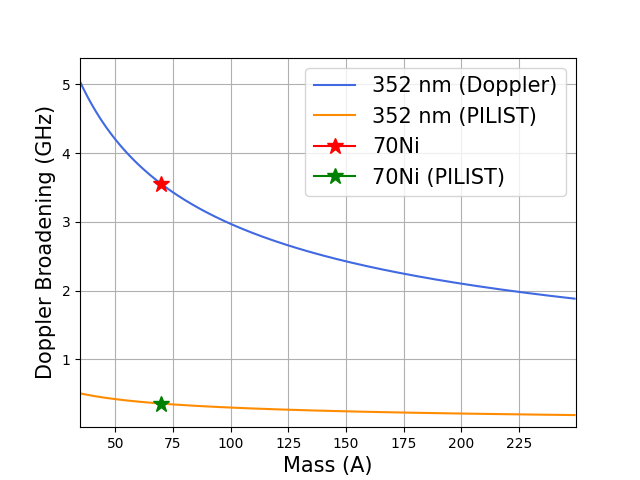 5
4
3
2
1
Doppler Broadening (GHz)
352 nm (Doppler)
352 nm (PILIST)
70Ni
70Ni (PILIST)
50 75 100 125 150 175 200 225
Mass (A)